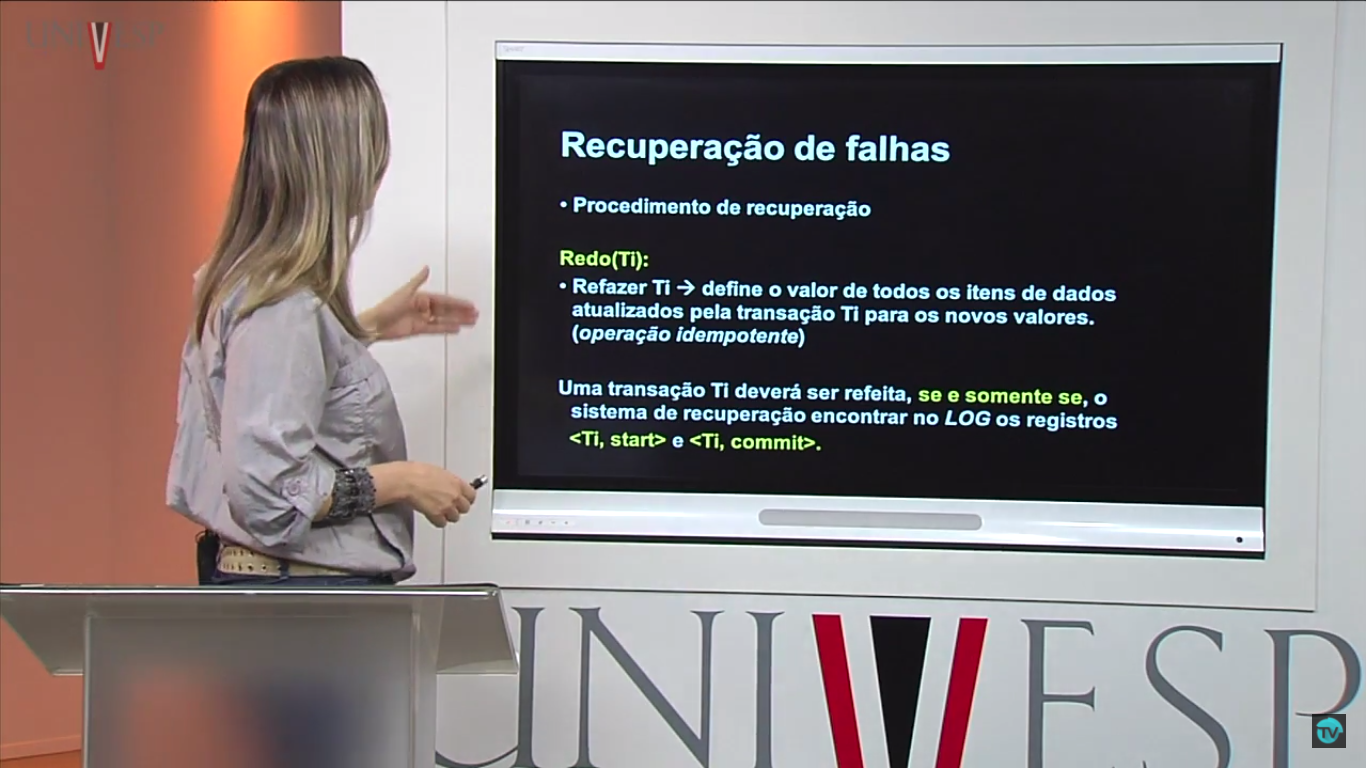 UNIVESP
Recuperação de falhas
• Procedimento de recuperação
Redo(Ti):
• Refazer Ti → define o valor de todos os itens de dados
atualizados pela transação Ti para os novos valores.
(operação idempotente)
Uma transação Ti deverá ser refeita, se e somente se, o
sistema de recuperação encontrar no LOG os registros
<Ti, start> e <Ti, commit>.
UNIVESP
TV